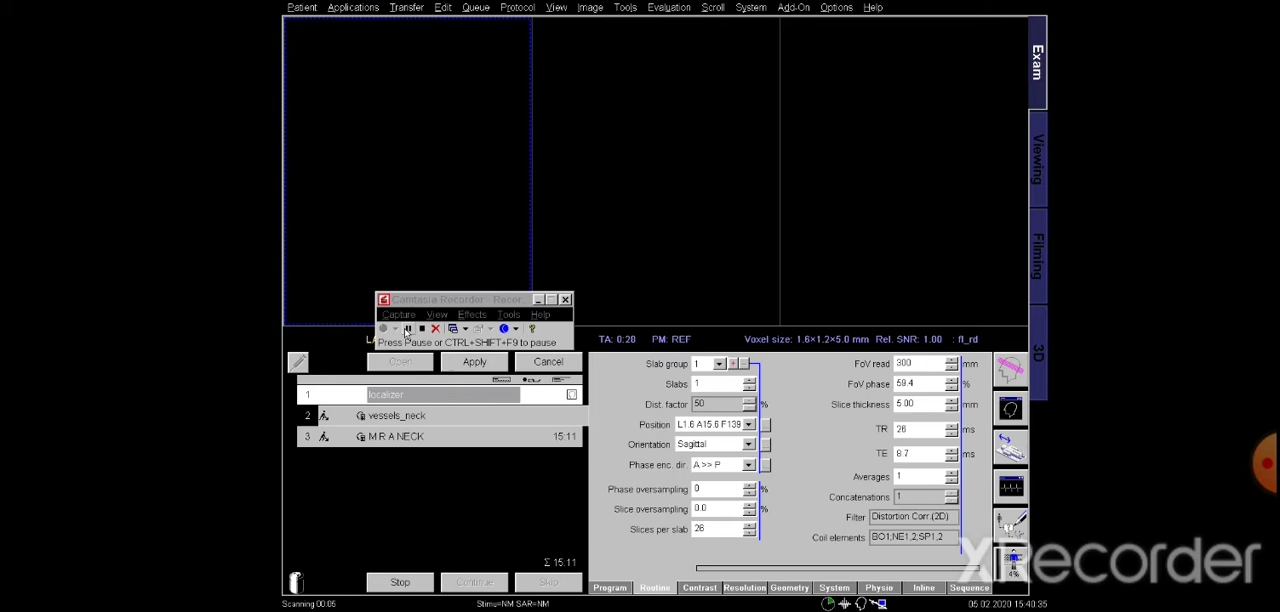 Patient Applications Transfer Edit Queue Protocol View Image Tools Evaluation Scroll System Add-On Options Help
Exam
Viewing
Filming
3D
Camtasia Recorder - Recor...
Capture View Effects Tools Help
Press Pause or CTRL+SHIFT+F9 to pause
TA: 0:20 PM: REF Voxel size: 1.6×1.2×5.0 mm Rel. SNR: 1.00 : fl_rd
Open Apply Cancel
1 localizer
2 vessels_neck
3 M R A NECK 15:11
Σ 15:11
Stop Continue Skip
Slab group 1
Slabs 1
Dist. factor 50 %
Position L1.6 A15.6 F139
Orientation Sagittal
Phase enc. dir. A >> P
Phase oversampling 0 %
Slice oversampling 0.0 %
Slices per slab 26
FoV read 300 mm
FoV phase 59.4 %
Slice thickness 5.00 mm
TR 26 ms
TE 8.7 ms
Averages 1
Concatenations 1
Filter Distortion Corr.(2D)
Coil elements BO1;NE1,2;SP1,2
Program Routine Contrast Resolution Geometry System Physio Inline Sequence
4%
Scanning 00:05 Stimu=NM SAR=NM 05.02.2020 15:40:35
XRecorder